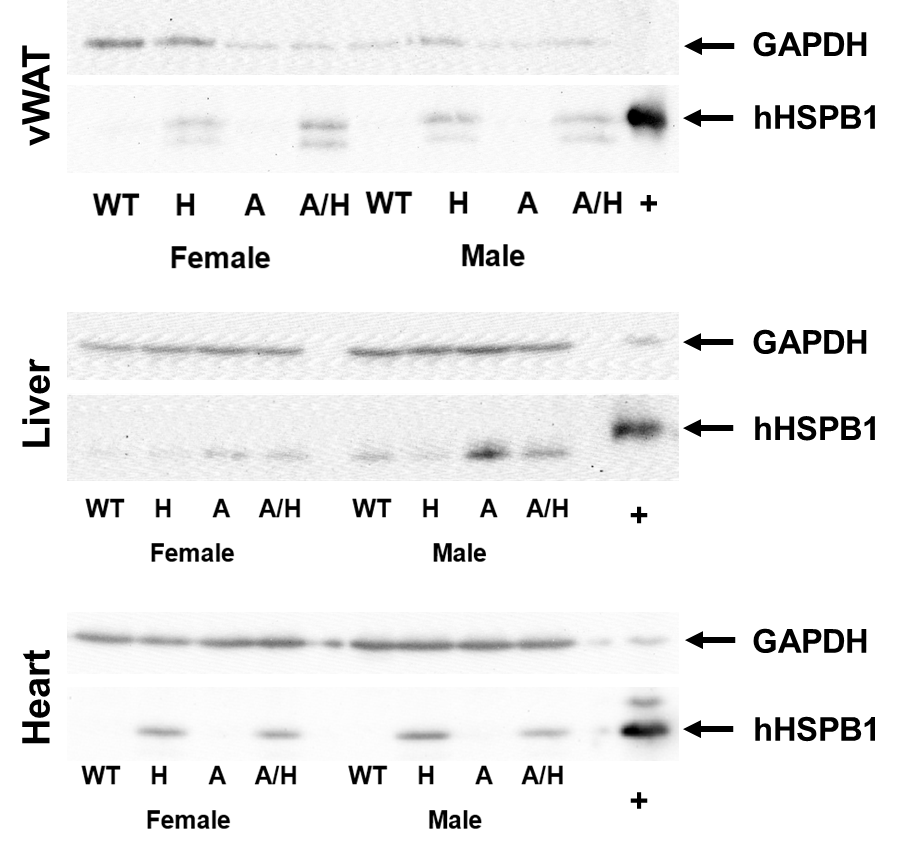 vWAT
GAPDH
hHSPB1
WT H A A/H WT H A A/H +
Female Male
Liver
GAPDH
hHSPB1
WT H A A/H WT H A A/H +
Female Male
Heart
GAPDH
hHSPB1
WT H A A/H WT H A A/H +
Female Male